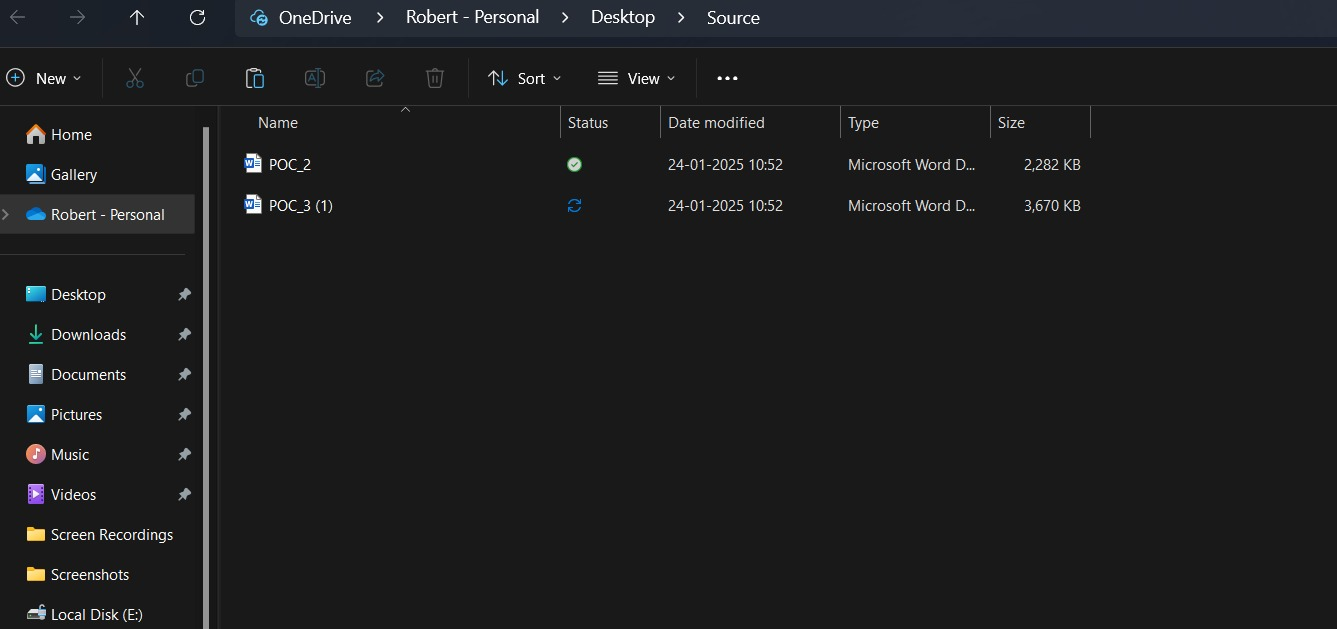 OneDrive > Robert - Personal > Desktop > Source
New Sort View
Name Status Date modified Type Size
POC_2 24-01-2025 10:52 Microsoft Word D... 2,282 KB
POC_3 (1) 24-01-2025 10:52 Microsoft Word D... 3,670 KB
Home
Gallery
Robert - Personal
Desktop
Downloads
Documents
Pictures
Music
Videos
Screen Recordings
Screenshots
Local Disk (E:)